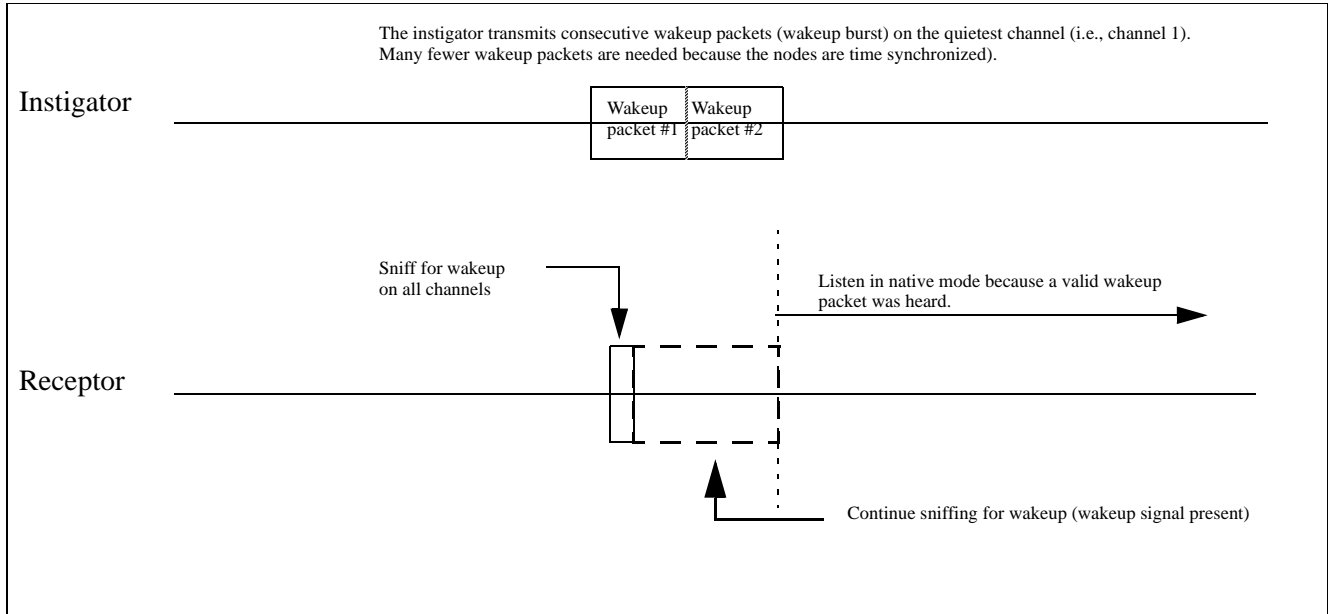 The instigator transmits consecutive wakeup packets (wakeup burst) on the quietest channel (i.e., channel 1).
Many fewer wakeup packets are needed because the nodes are time synchronized).
Instigator
Wakeup
packet #1
Wakeup
packet #2
Sniff for wakeup
on all channels
Listen in native mode because a valid wakeup
packet was heard.
Receptor
Continue sniffing for wakeup (wakeup signal present)